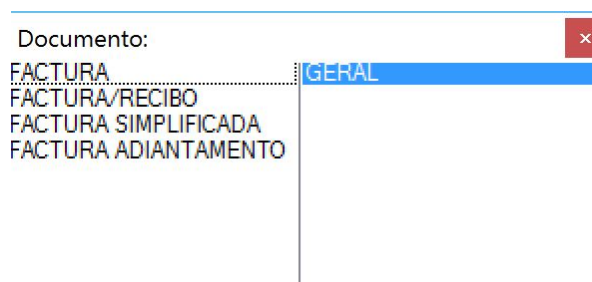 Documento:
FACTURA
GERAL
FACTURA/RECIBO
FACTURA SIMPLIFICADA
FACTURA ADIANTAMENTO